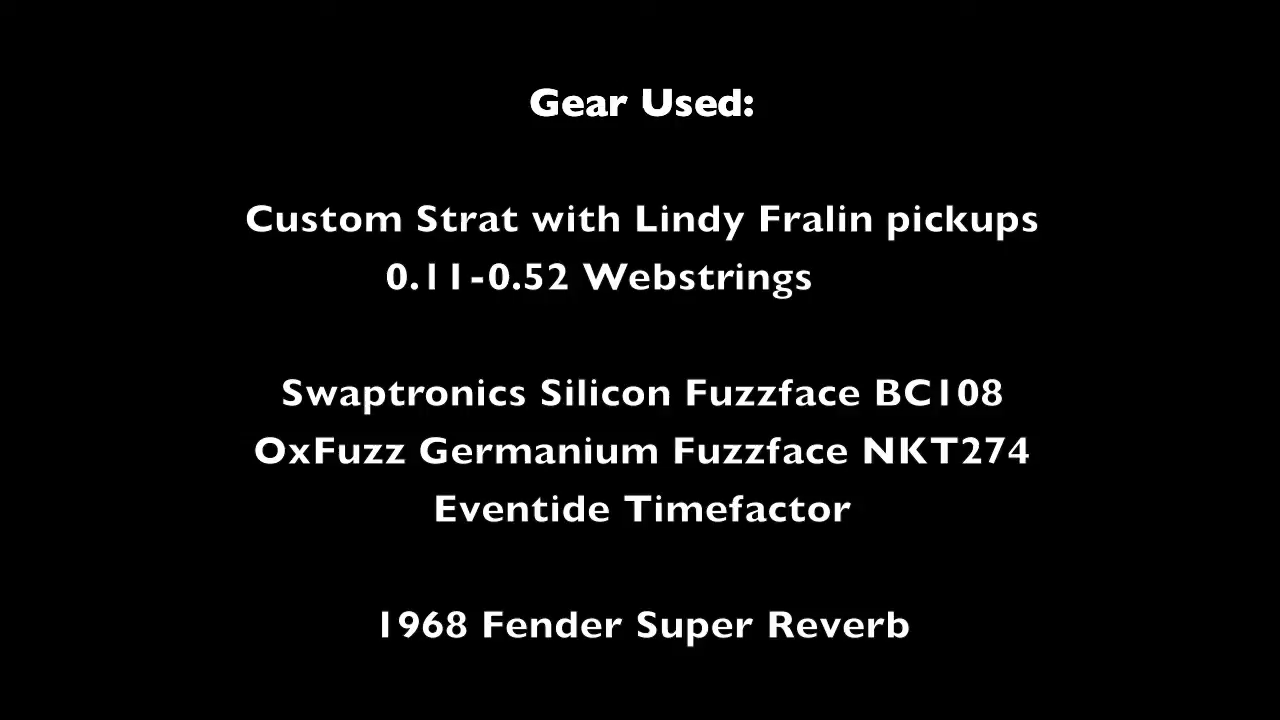 Gear Used:
Custom Strat with Lindy Fralin pickups
0.11-0.52 Webstrings
Swaptronics Silicon Fuzzface BC108
OxFuzz Germanium Fuzzface NKT274
Eventide Timefactor
1968 Fender Super Reverb